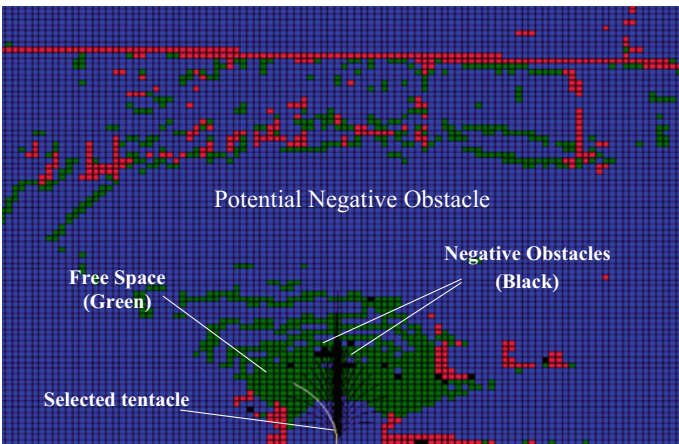 Potential Negative Obstacle
Negative Obstacles
(Black)
Free Space
(Green)
Selected tentacle